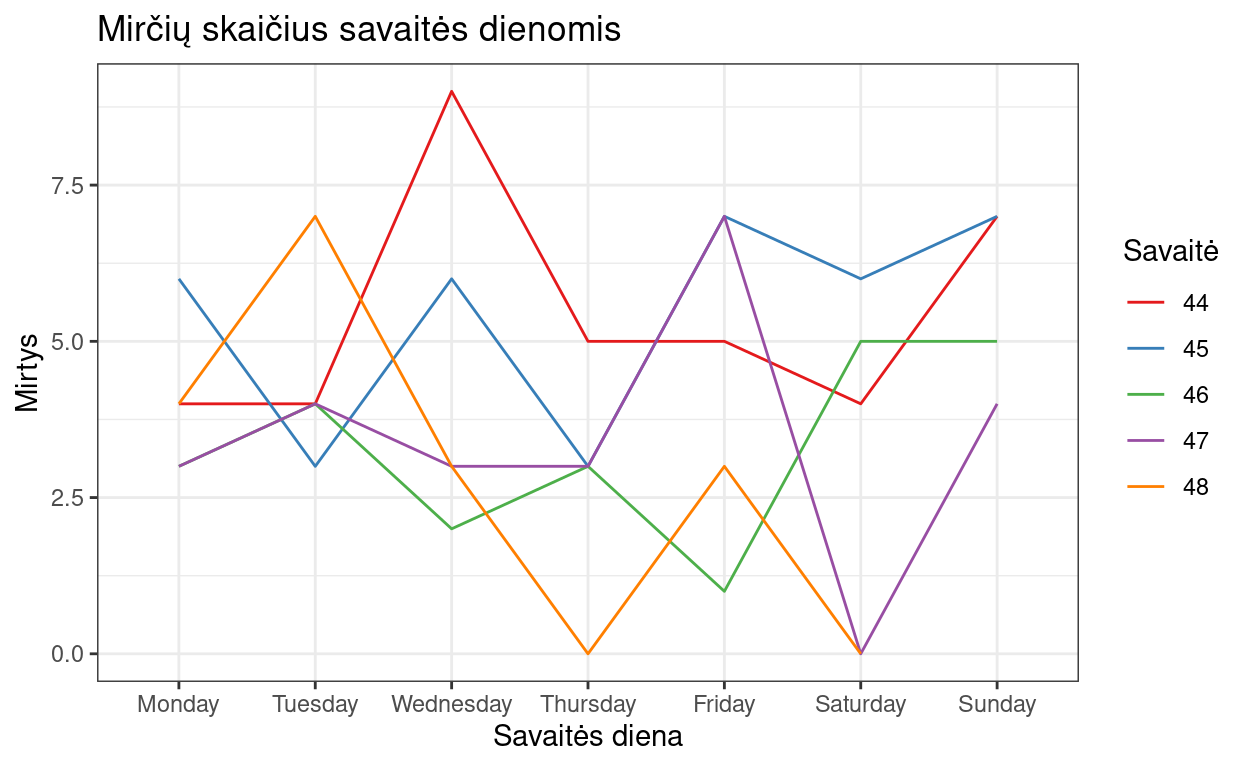 Mirčių skaičius savaitės dienomis
Mirtys
7.5
5.0
2.5
0.0
Monday Tuesday Wednesday Thursday Friday Saturday Sunday
Savaitės diena
Savaitė
44
45
46
47
48